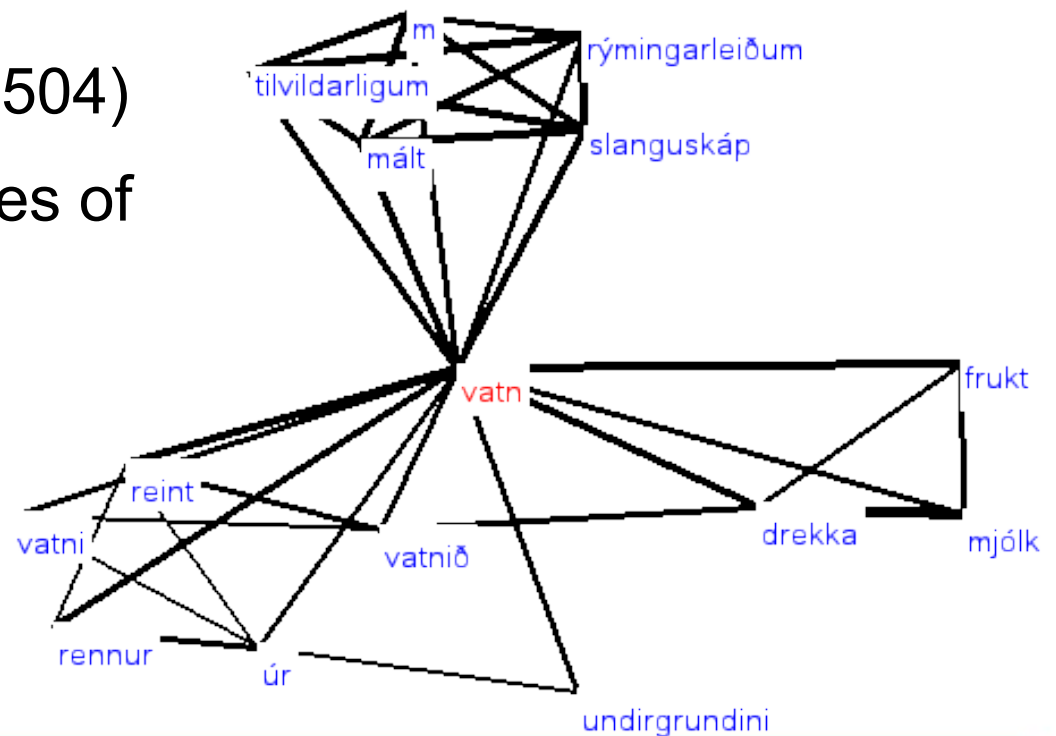 m
rýmingarleiðum
504)
tilvildarligum
slanguskáp
mált
es of
frukt
vatn
reint
drekka
mjólk
vatni
vatnið
rennur
úr
undirgrundini